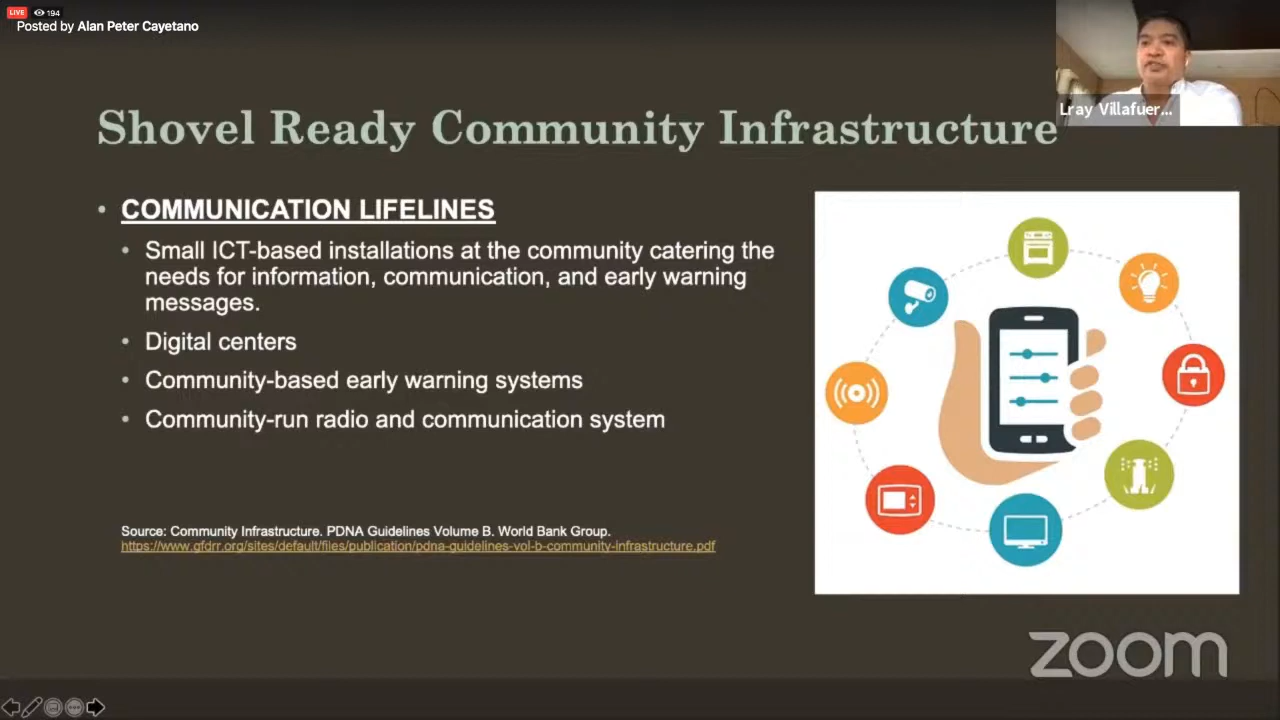 LIVE 194
Posted by Alan Peter Cayetano
Lray Villafuer...
Shovel Ready Community Infrastructure
• COMMUNICATION LIFELINES
• Small ICT-based installations at the community catering the
needs for information, communication, and early warning
messages.
• Digital centers
• Community-based early warning systems
• Community-run radio and communication system
Source: Community Infrastructure. PDNA Guidelines Volume B. World Bank Group.
https://www.gfdrr.org/sites/default/files/publication/pdna-guidelines-vol-b-community-infrastructure.pdf
zoom